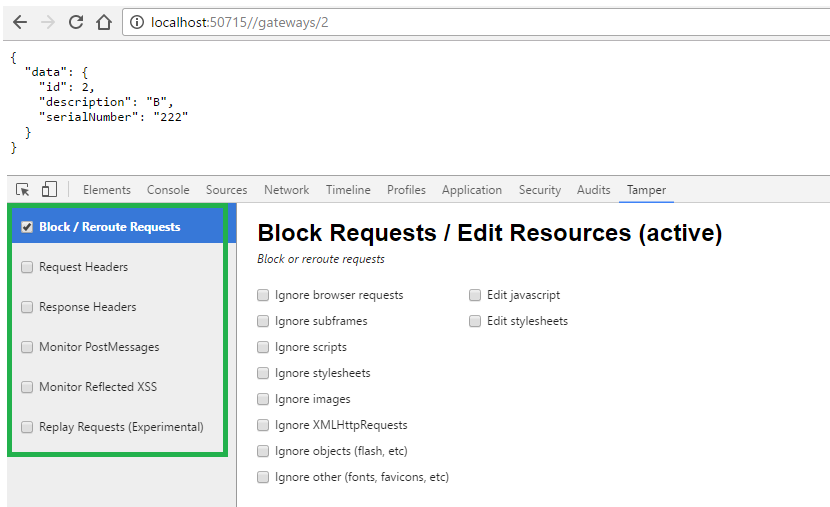 localhost:50715//gateways/2
{
"data": {
"id": 2,
"description": "B",
"serialNumber": "222"
}
}
Elements Console Sources Network Timeline Profiles Application Security Audits Tamper
Block / Reroute Requests
Request Headers
Response Headers
Monitor PostMessages
Monitor Reflected XSS
Replay Requests (Experimental)
Block Requests / Edit Resources (active)
Block or reroute requests
Ignore browser requests Edit javascript
Ignore subframes Edit stylesheets
Ignore scripts
Ignore stylesheets
Ignore images
Ignore XMLHttpRequests
Ignore objects (flash, etc)
Ignore other (fonts, favicons, etc)